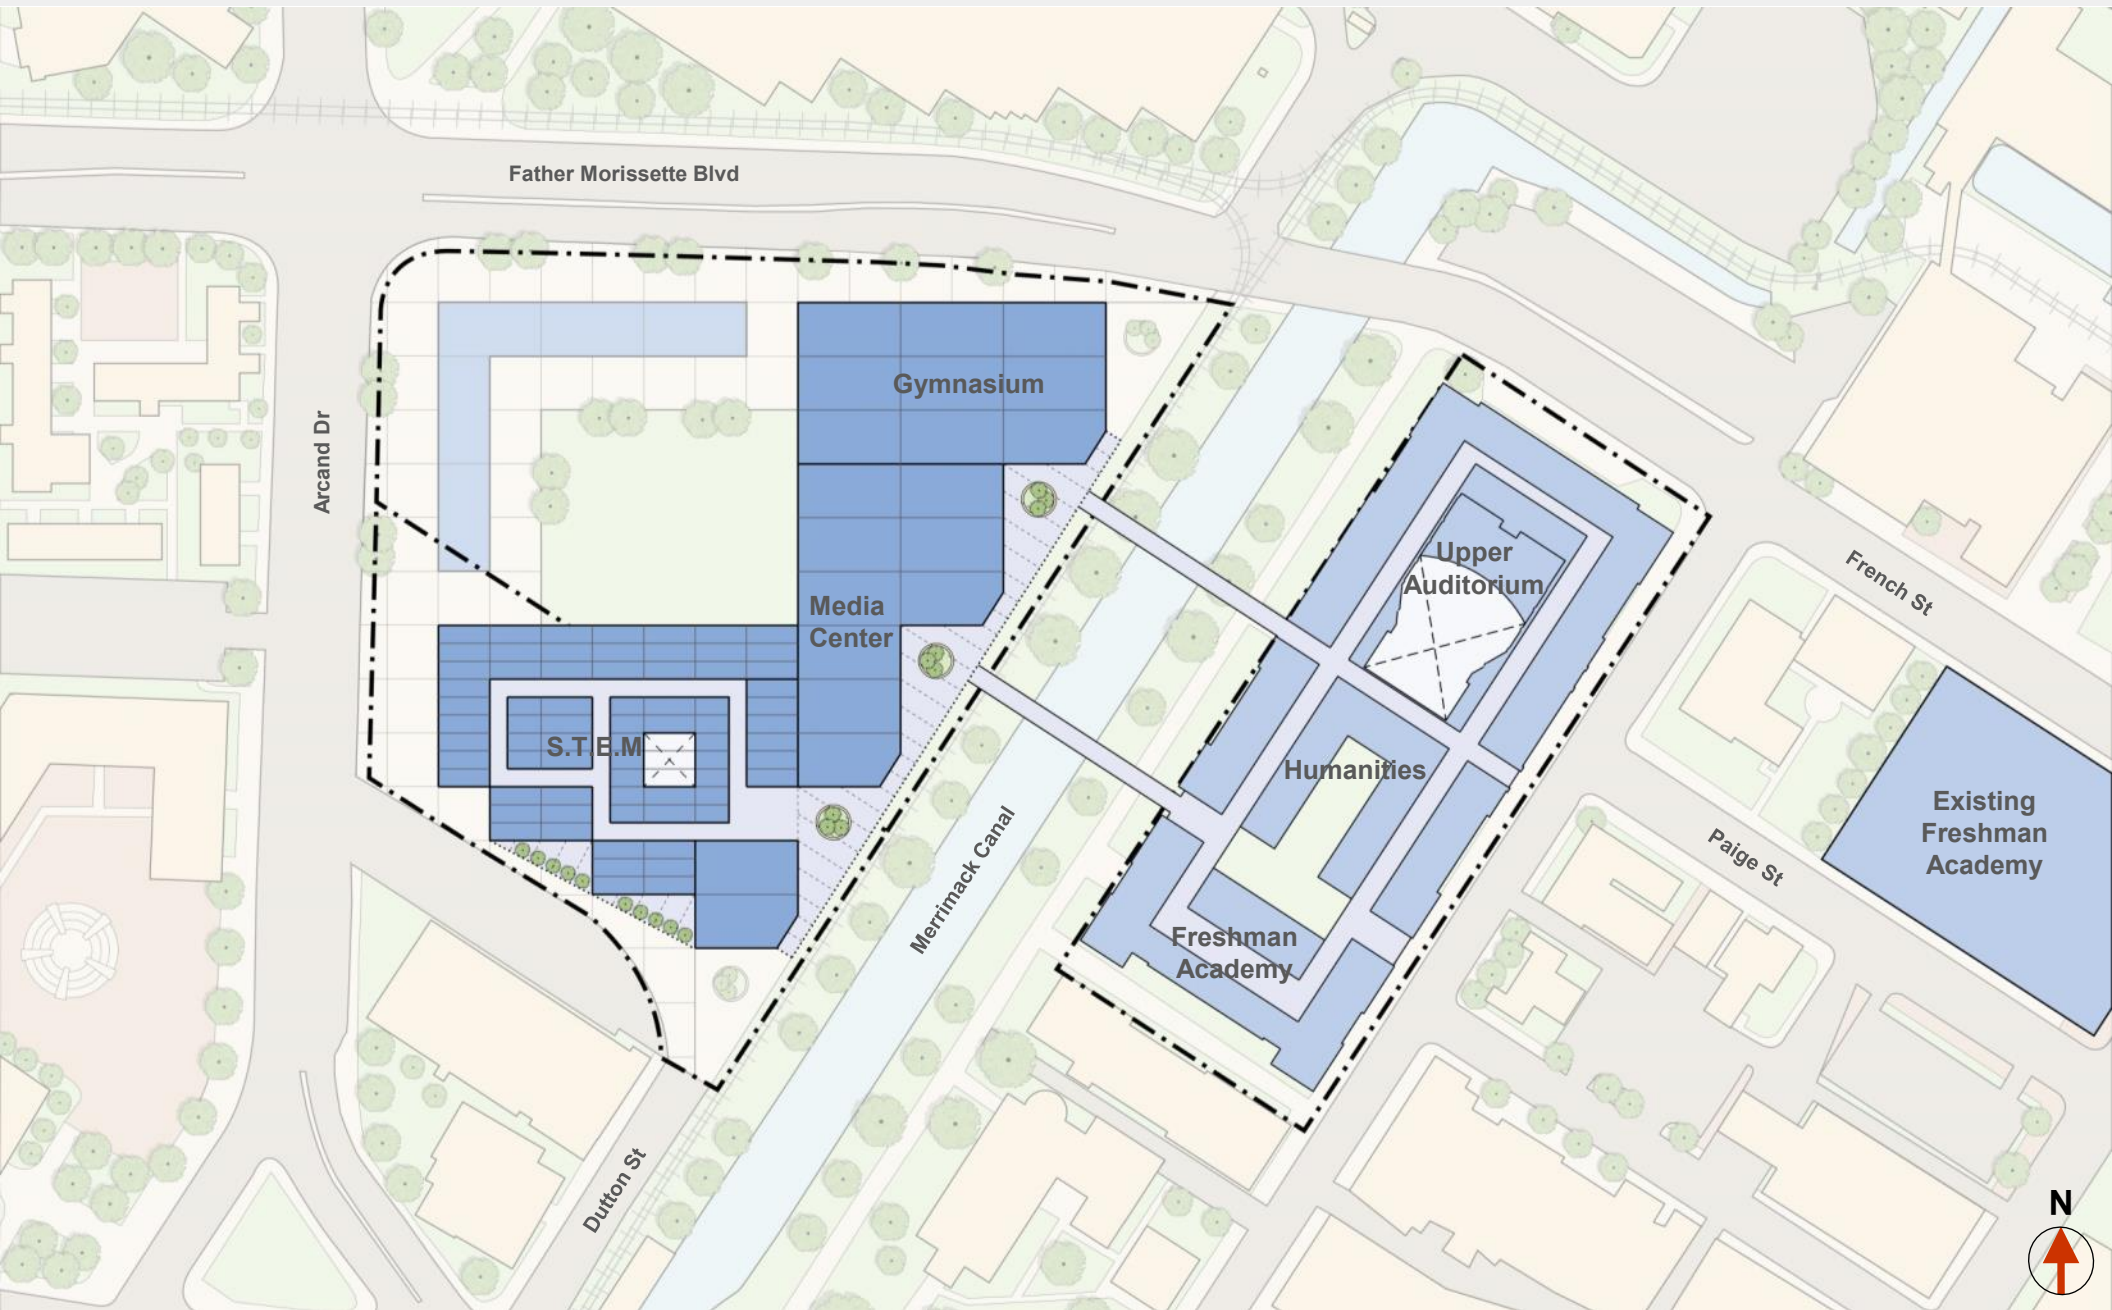 Father Morissette Blvd
Gymnasium
Arcand Dr
Upper
Auditorium
French St
Media
Center
S.T.E.M
Humanities
Existing
Freshman
Academy
Paige St
Merrimack Canal
Freshman
Academy
Dutton St
N